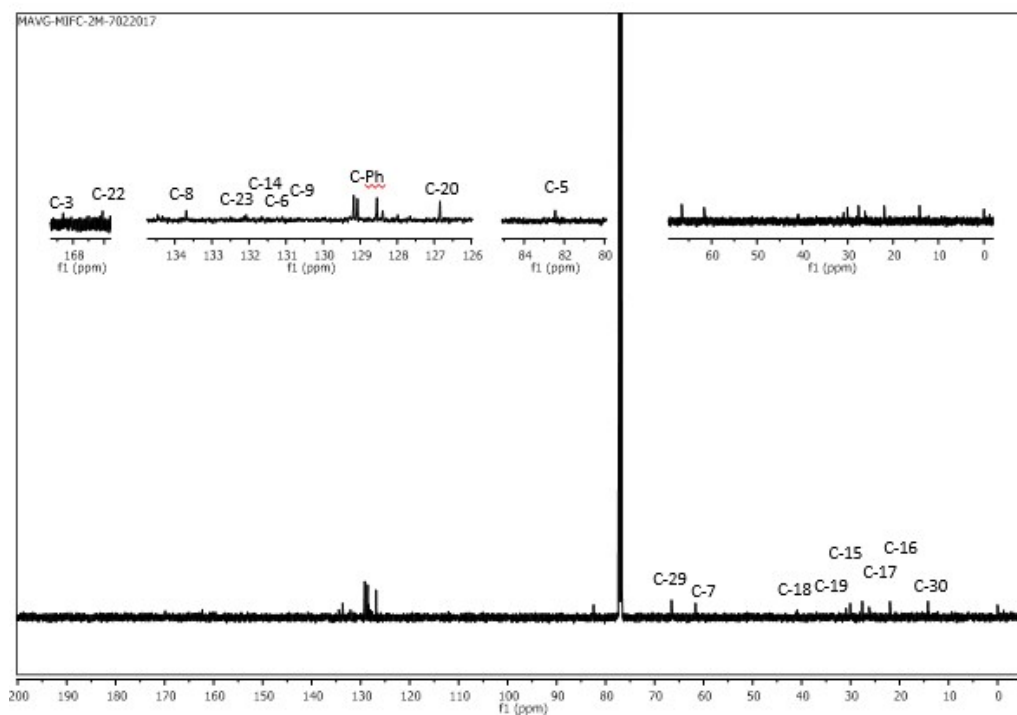 MAVG-MIFC-2M-7022017
C-3
C-22
C-8
C-23
C-14
C-6
C-9
C-Ph
C-20
C-5
168
f1 (ppm)
134 133 132 131 130 129 128 127 126
f1 (ppm)
84 82 80
f1 (ppm)
60 50 40 30 20 10 0
f1 (ppm)
C-29
C-7
C-18
C-19
C-15
C-17
C-16
C-30
200 190 180 170 160 150 140 130 120 110 100 90 80 70 60 50 40 30 20 10 0
f1 (ppm)